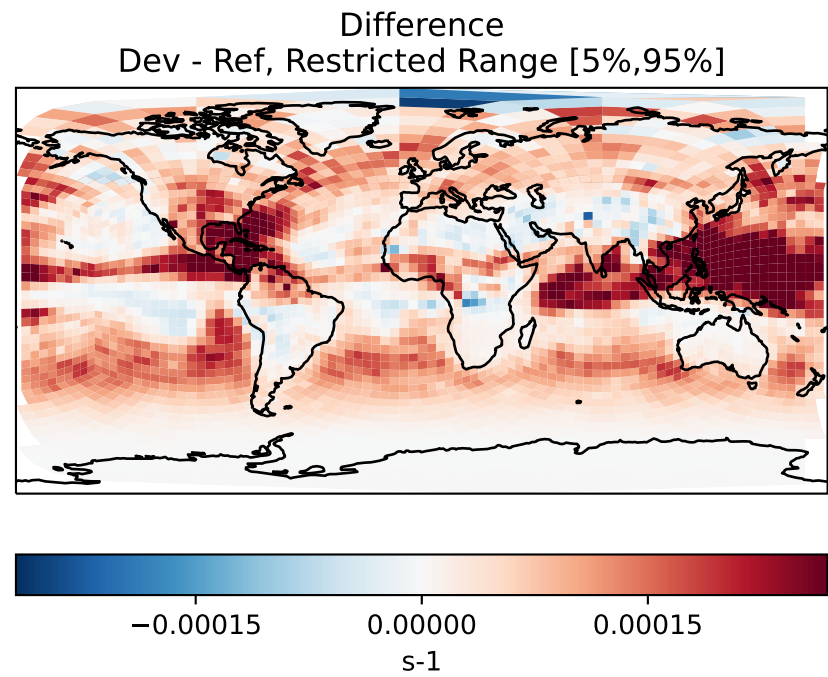 Difference
Dev - Ref, Restricted Range [5%,95%]
−0.00015 0.00000 0.00015
s-1